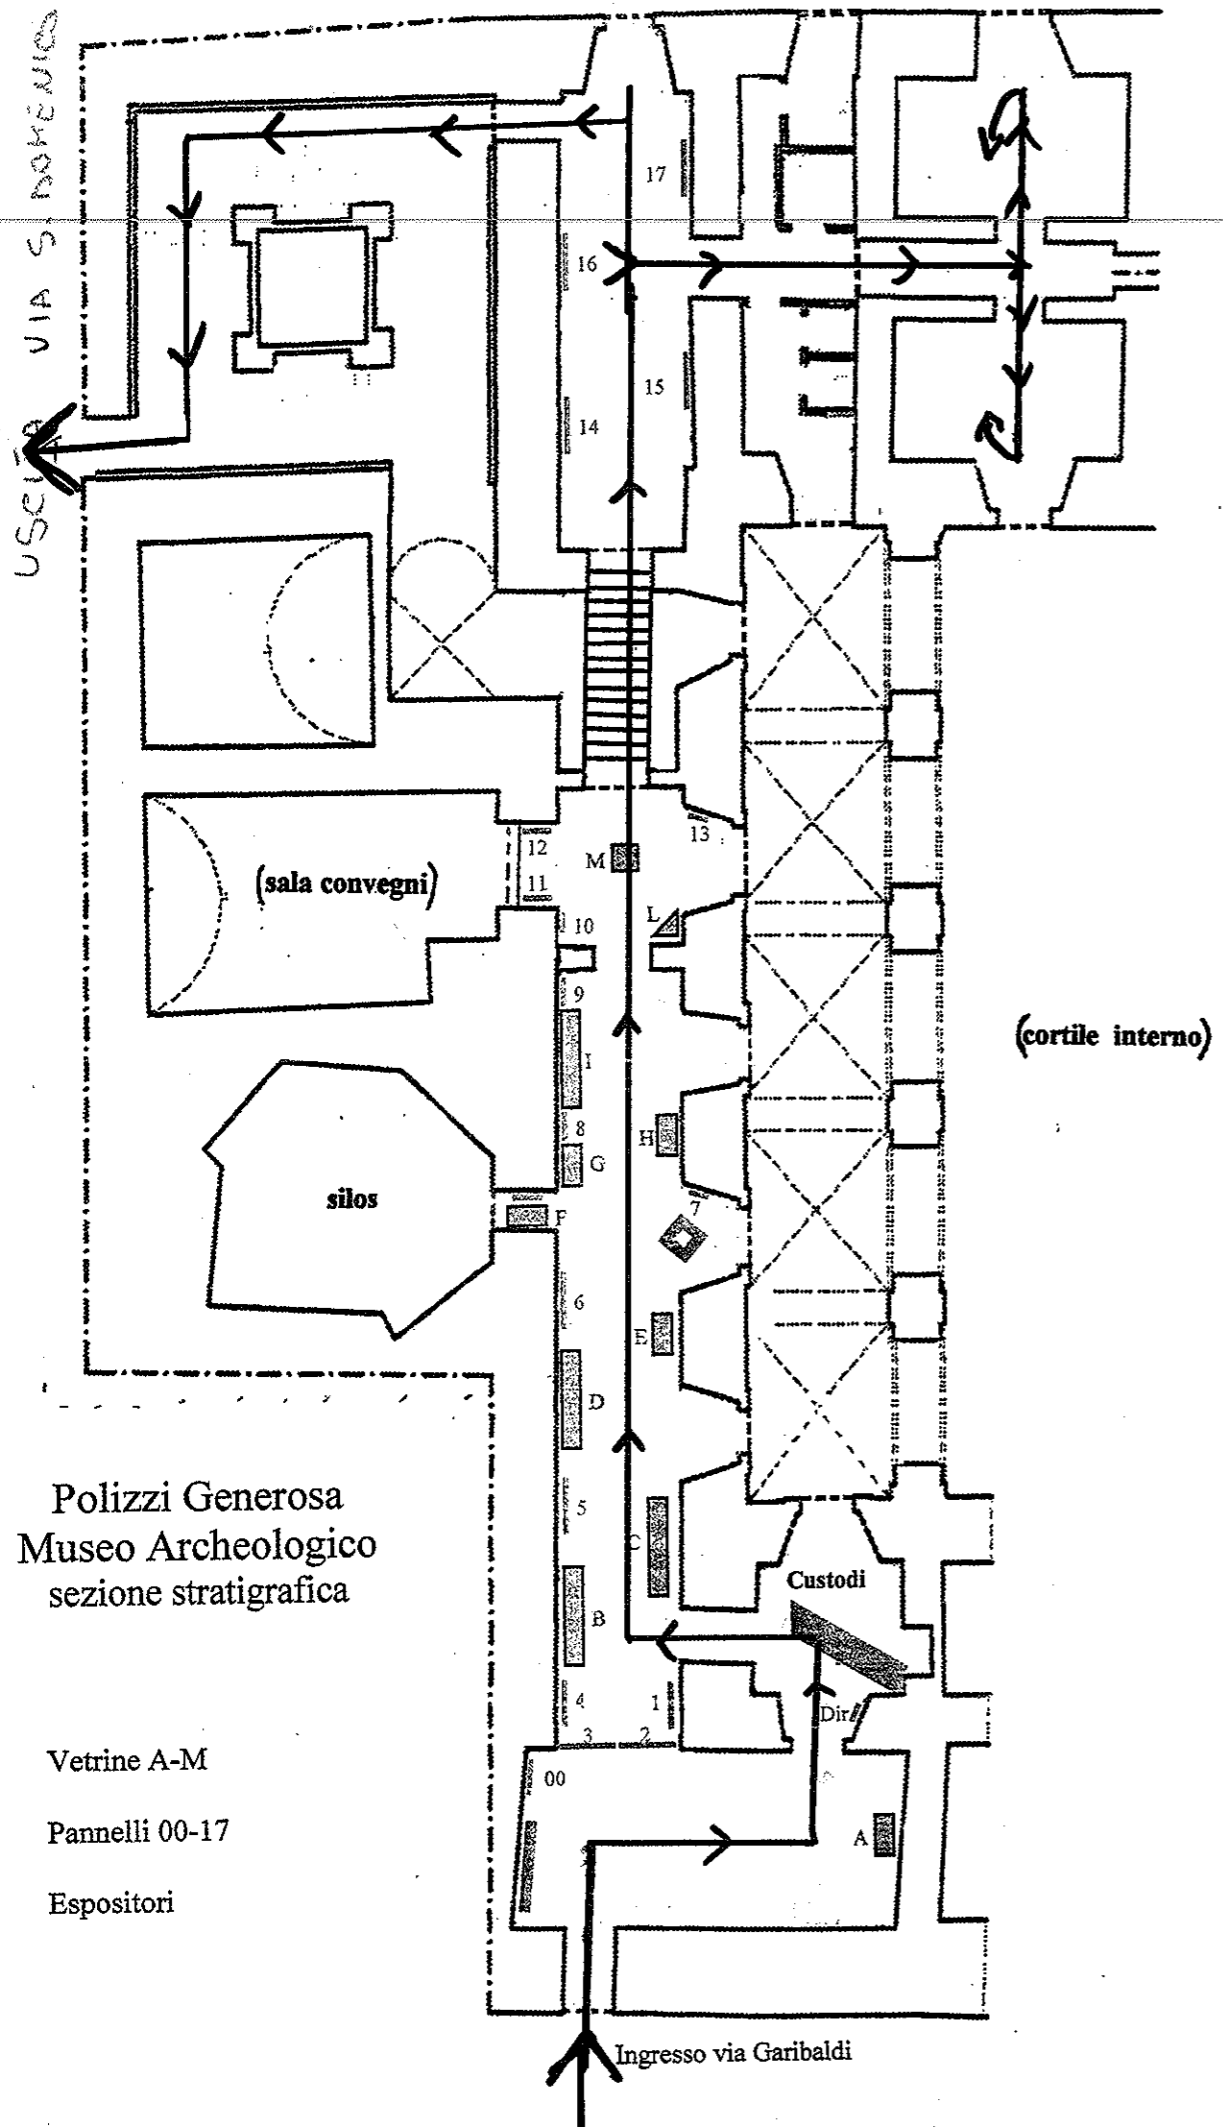 USCITA VIA S. DOMENICO
17
16
15
14
13
12
M
(sala convegni)
11
L
10
9
(cortile interno)
I
8
H
G
silos
7
F
6
E
D
Polizzi Generosa
5
Museo Archeologico
C
Custodi
sezione stratigrafica
B
4
1
Dir
3
2
Vetrine A-M
00
Pannelli 00-17
A
Espositori
Ingresso via Garibaldi